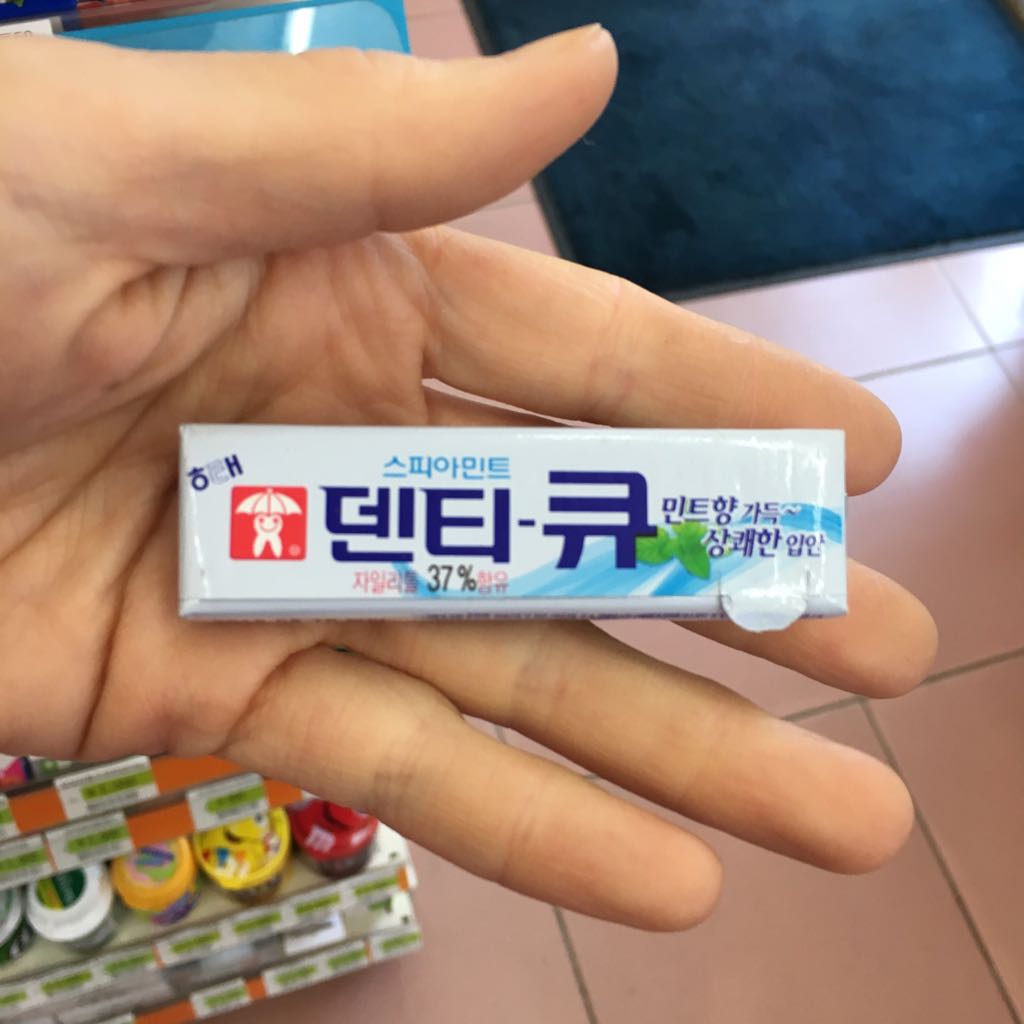 해태
스피아민트
덴티-큐
자일리톨 37%함유
민트향 가득~
상쾌한 입안
m